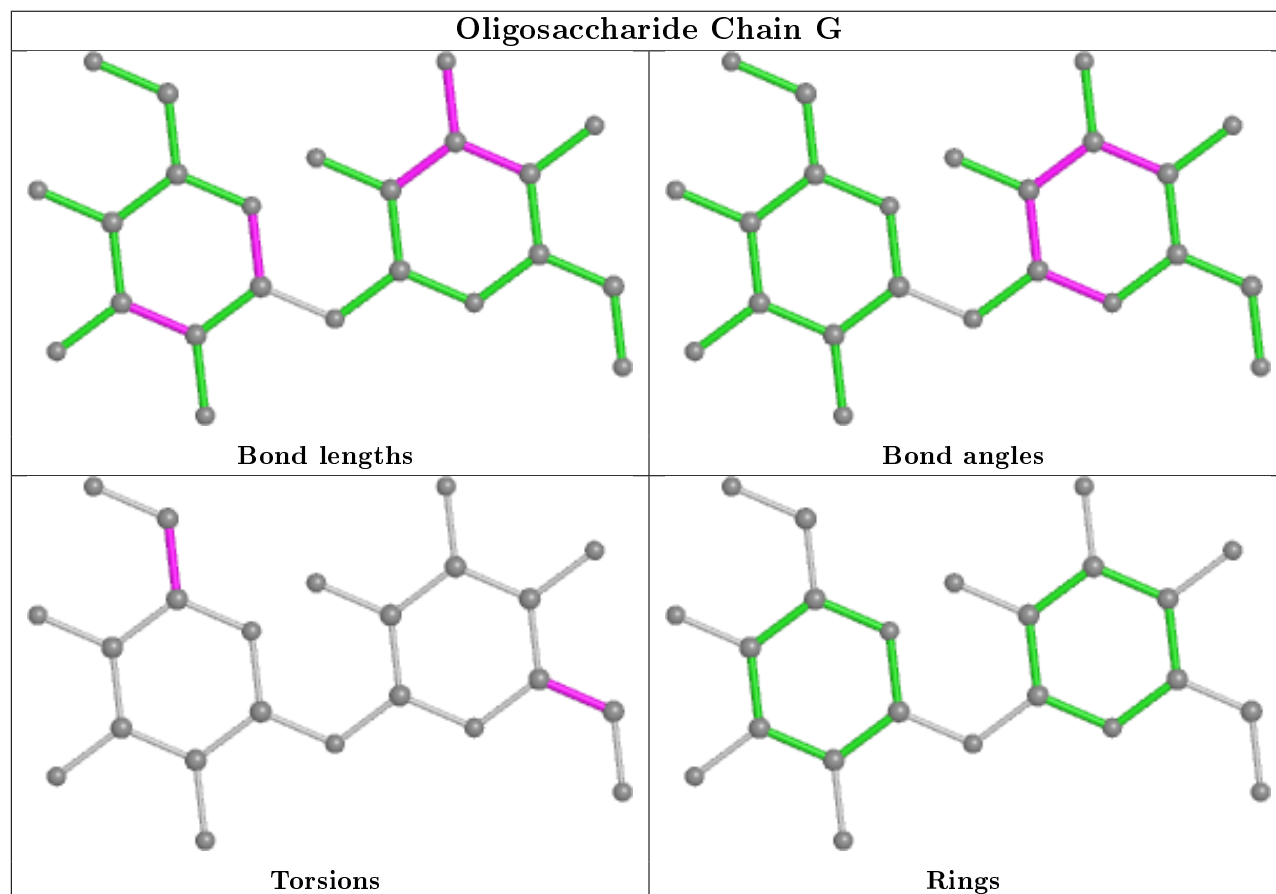 Oligosaccharide Chain G
Bond lengths
Bond angles
Torsions
Rings